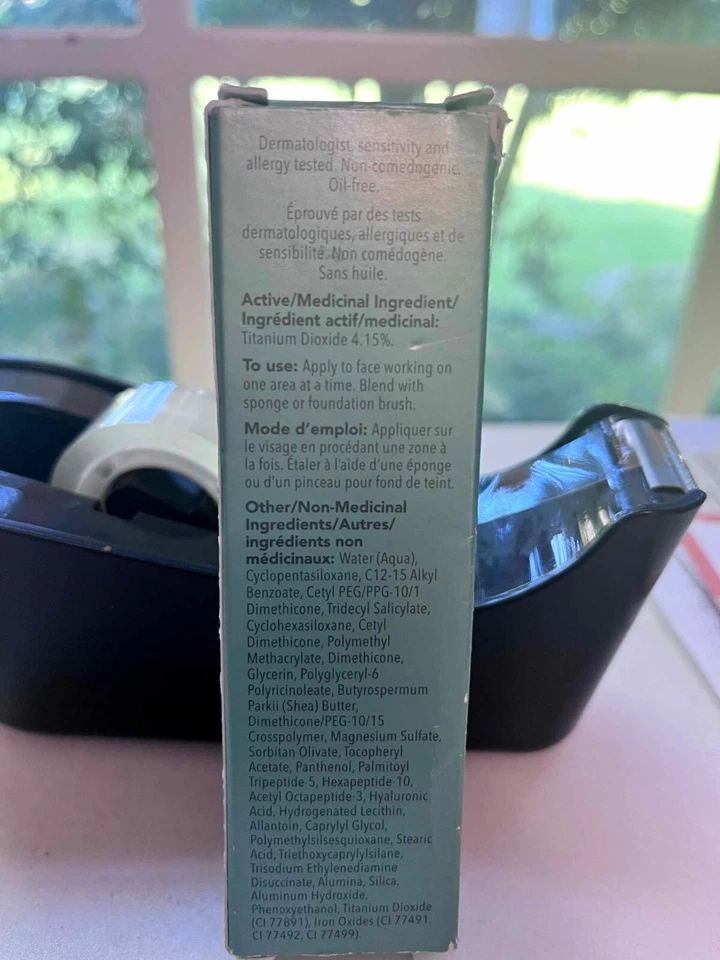 Dermatologist, sensitivity and
allergy tested. Non-comedogenic.
Oil-free.
Éprouvé par des tests
dermatologiques, allergiques et de
sensibilité. Non comédogène.
Sans huile.
Active/Medicinal Ingredient/
Ingrédient actif/medicinal:
Titanium Dioxide 4.15%.
To use: Apply to face working on
one area at a time. Blend with
sponge or foundation brush.
Mode d'emploi: Appliquer sur
le visage en procédant une zone à
la fois. Étaler à l'aide d'une éponge
ou d'un pinceau pour fond de teint.
Other/Non-Medicinal
Ingredients/Autres/
ingrédients non
médicinaux: Water (Aqua),
Cyclopentasiloxane, C12-15 Alkyl
Benzoate, Cetyl PEG/PPG-10/1
Dimethicone, Tridecyl Salicylate,
Cyclohexasiloxane, Cetyl
Dimethicone, Polymethyl
Methacrylate, Dimethicone,
Glycerin, Polyglyceryl-6
Polyricinoleate, Butyrospermum
Parkii (Shea) Butter,
Dimethicone/PEG-10/15
Crosspolymer, Magnesium Sulfate,
Sorbitan Olivate, Tocopheryl
Acetate, Panthenol, Palmitoyl
Tripeptide-5, Hexapeptide-10,
Acetyl Octapeptide-3, Hyaluronic
Acid, Hydrogenated Lecithin,
Allantoin, Caprylyl Glycol,
Polymethylsilsesquioxane, Stearic
Acid, Triethoxycaprylylsilane,
Trisodium Ethylenediamine
Disuccinate, Alumina, Silica,
Aluminum Hydroxide,
Phenoxyethanol, Titanium Dioxide
(CI 77891), Iron Oxides (CI 77491,
CI 77492, CI 77499).